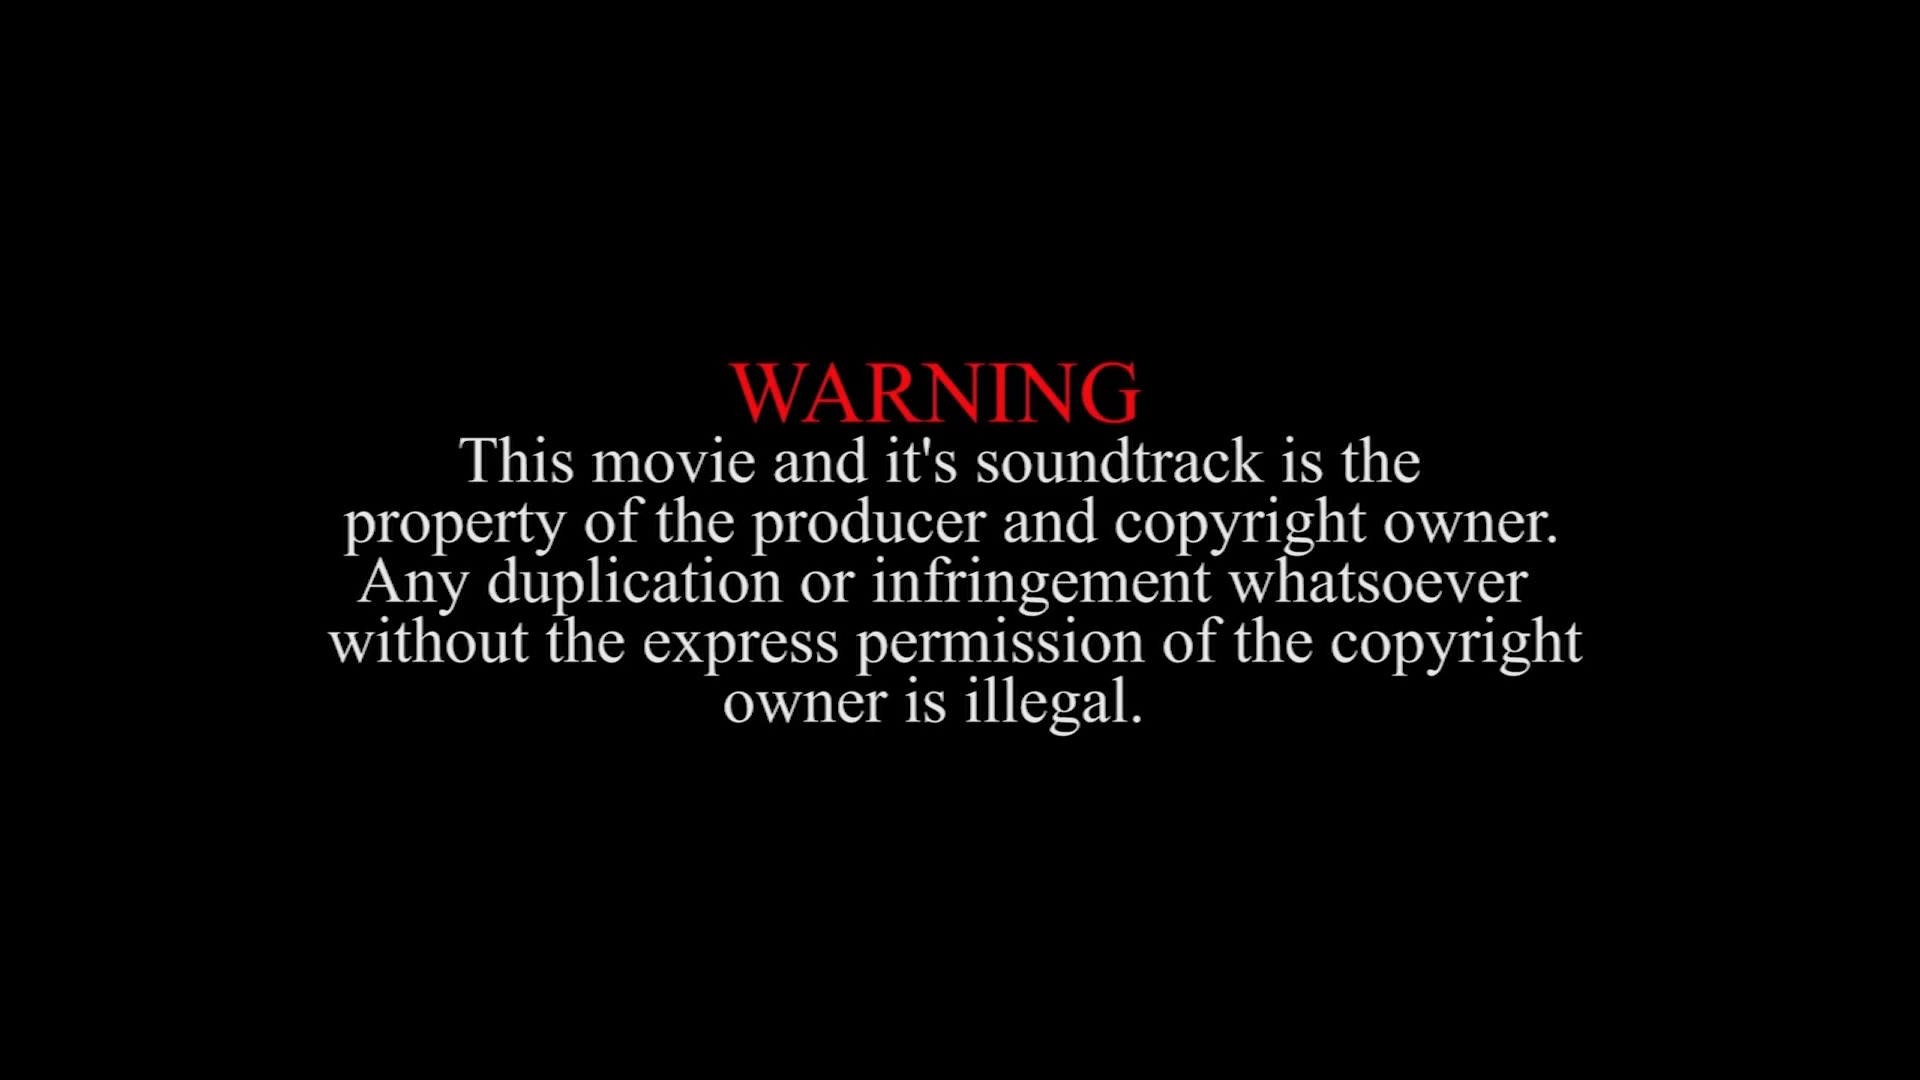 WARNING
This movie and it's soundtrack is the
property of the producer and copyright owner.
Any duplication or infringement whatsoever
without the express permission of the copyright
owner is illegal.